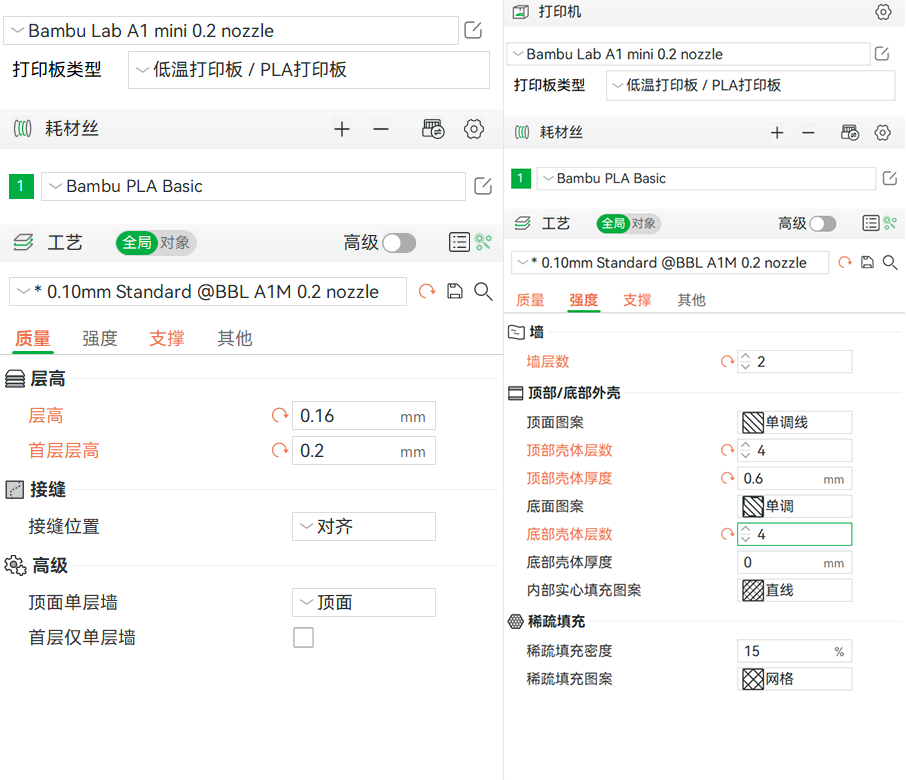 Bambu Lab A1 mini 0.2 nozzle
打印板类型 低温打印板 / PLA打印板
耗材丝
1 Bambu PLA Basic
工艺 全局 对象 高级
* 0.10mm Standard @BBL A1M 0.2 nozzle
质量 强度 支撑 其他
层高
层高 0.16 mm
首层层高 0.2 mm
接缝
接缝位置 对齐
高级
顶面单层墙 顶面
首层仅单层墙
打印机
Bambu Lab A1 mini 0.2 nozzle
打印板类型 低温打印板 / PLA打印板
耗材丝
1 Bambu PLA Basic
工艺 全局 对象 高级
* 0.10mm Standard @BBL A1M 0.2 nozzle
质量 强度 支撑 其他
墙
墙层数 2
顶部/底部外壳
顶面图案 单调线
顶部壳体层数 4
顶部壳体厚度 0.6 mm
底面图案 单调
底部壳体层数 4
底部壳体厚度 0 mm
内部实心填充图案 直线
稀疏填充
稀疏填充密度 15 %
稀疏填充图案 网格